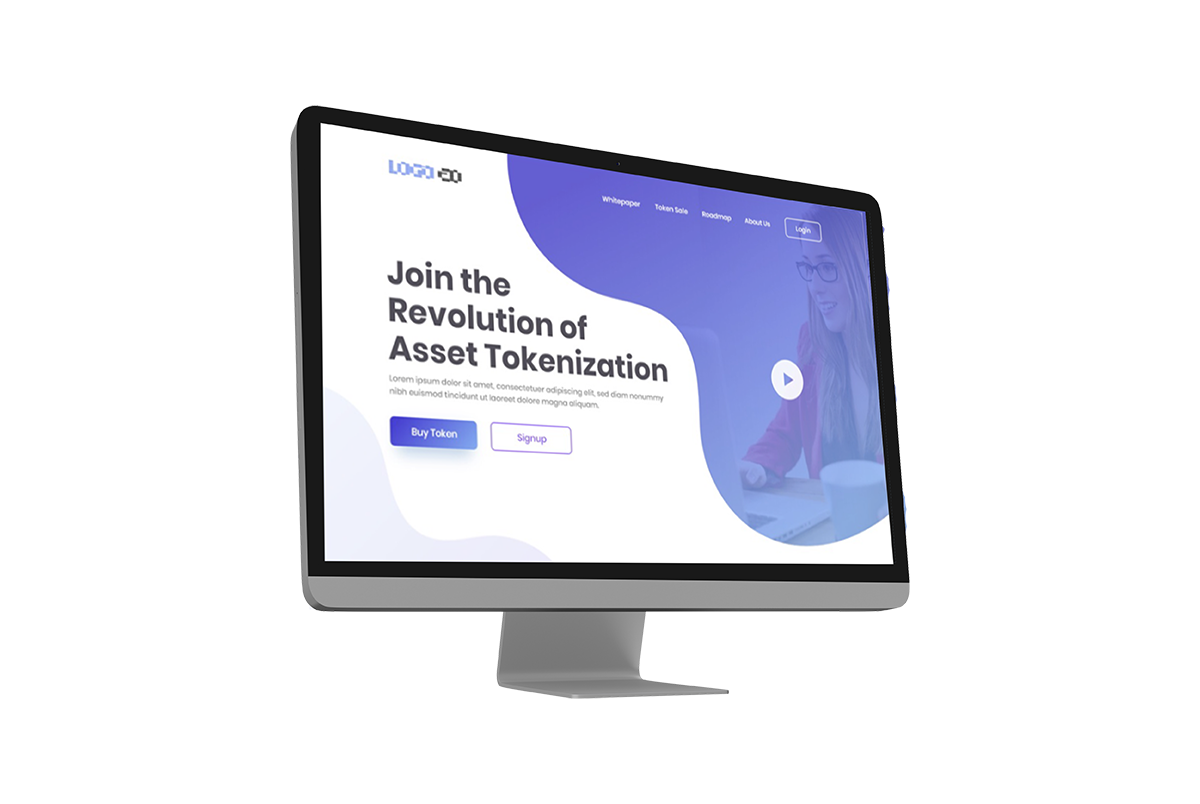 LOGO
Whitepaper Token Sale Roadmap About Us Login
Join the
Revolution of
Asset Tokenization
Lorem ipsum dolor sit amet, consectetuer adipiscing elit, sed diam nonummy
nibh euismod tincidunt ut laoreet dolore magna aliquam.
Buy Token Signup